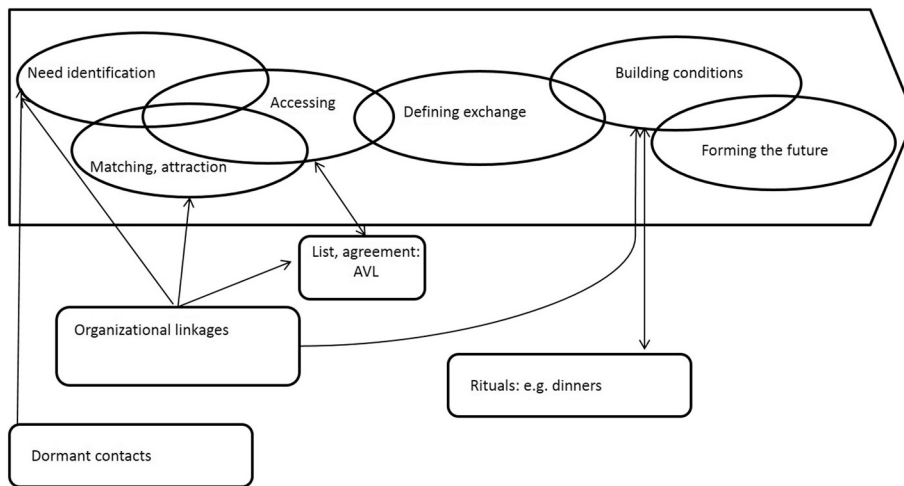 Need identification
Accessing
Matching, attraction
Defining exchange
Building conditions
Forming the future
List, agreement:
AVL
Organizational linkages
Rituals: e.g. dinners
Dormant contacts